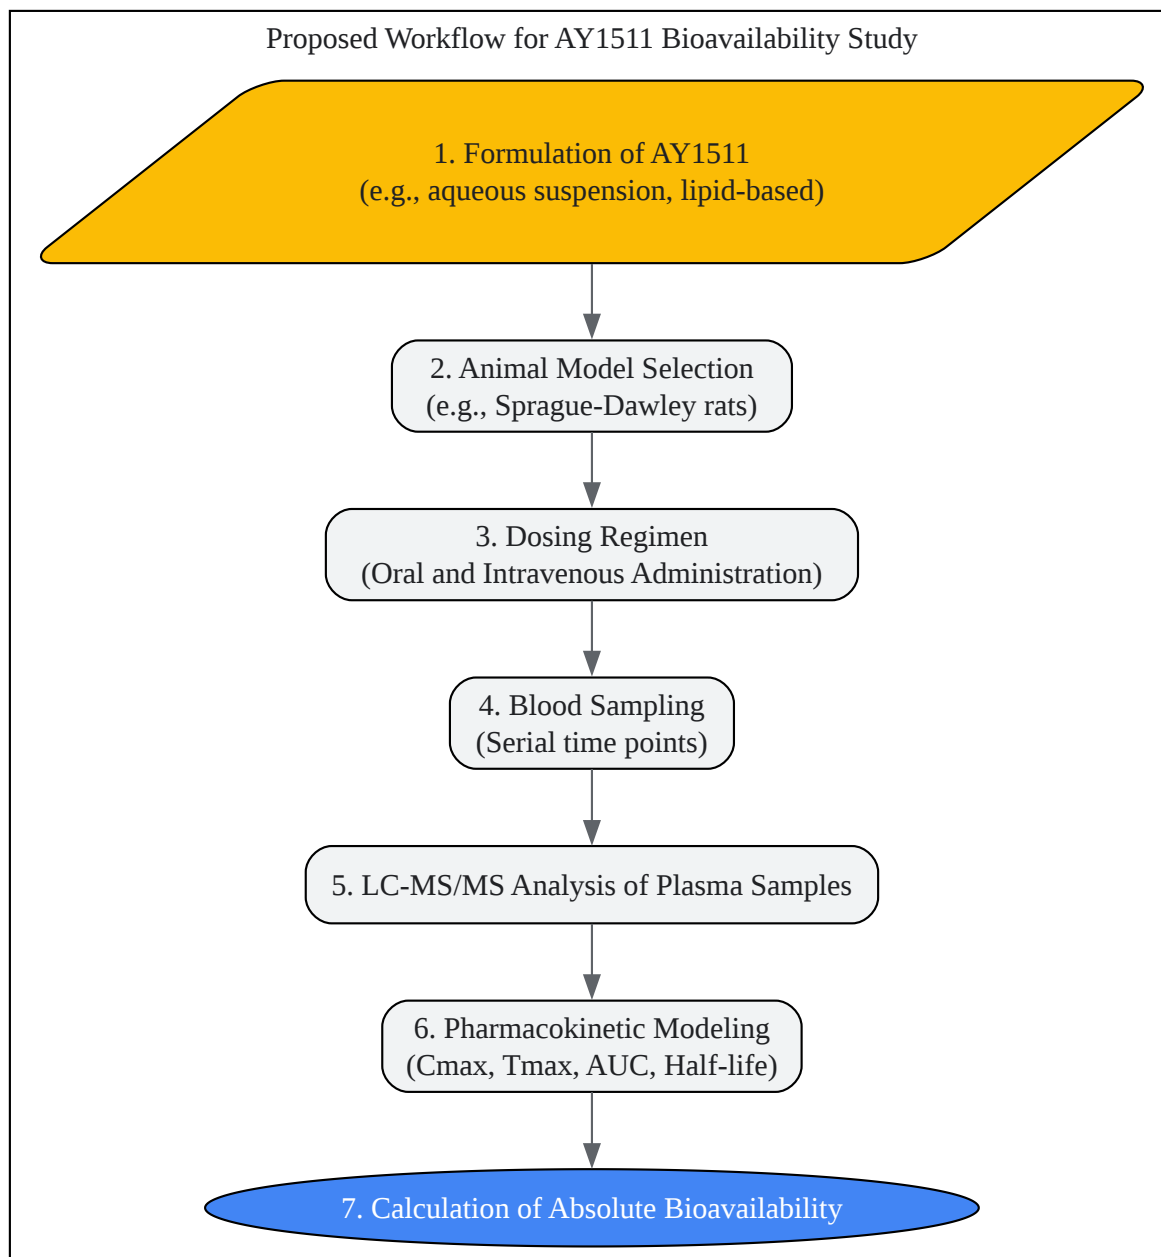 Proposed Workflow for AY1511 Bioavailability Study
1. Formulation of AY1511
(e.g., aqueous suspension, lipid-based)
2. Animal Model Selection
(e.g., Sprague-Dawley rats)
3. Dosing Regimen
(Oral and Intravenous Administration)
4. Blood Sampling
(Serial time points)
5. LC-MS/MS Analysis of Plasma Samples
6. Pharmacokinetic Modeling
(Cmax, Tmax, AUC, Half-life)
7. Calculation of Absolute Bioavailability